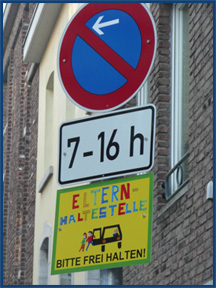 7-16 h
ELTERN-
HALTESTELLE
BITTE FREI HALTEN!